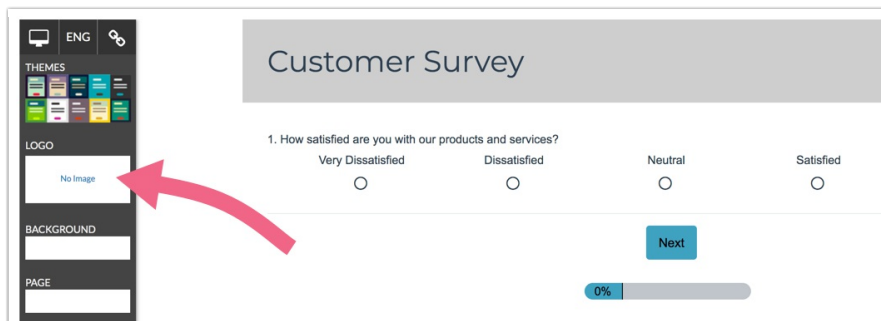 ENG
THEMES
LOGO
No Image
BACKGROUND
PAGE
Customer Survey
1. How satisfied are you with our products and services?
Very Dissatisfied Dissatisfied Neutral Satisfied
Next
0%